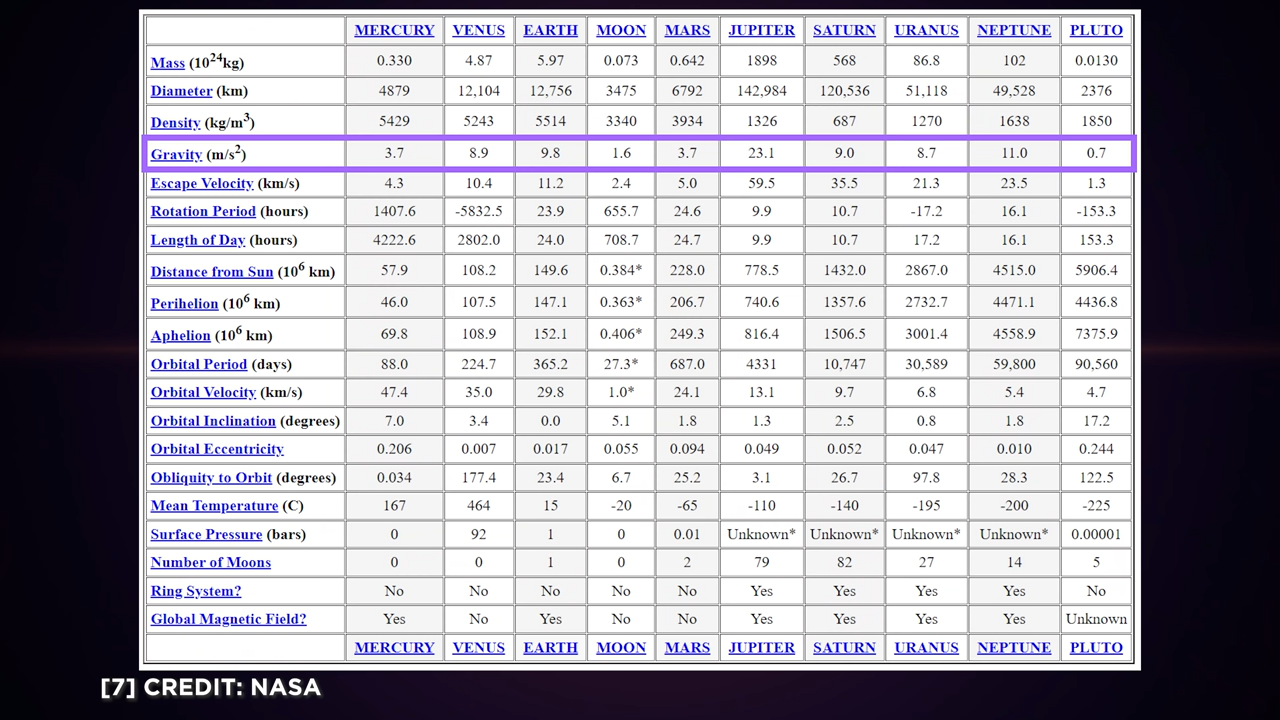 MERCURY VENUS EARTH MOON MARS JUPITER SATURN URANUS NEPTUNE PLUTO
Mass (10²⁴kg) 0.330 4.87 5.97 0.073 0.642 1898 568 86.8 102 0.0130
Diameter (km) 4879 12,104 12,756 3475 6792 142,984 120,536 51,118 49,528 2376
Density (kg/m³) 5429 5243 5514 3340 3934 1326 687 1270 1638 1850
Gravity (m/s²) 3.7 8.9 9.8 1.6 3.7 23.1 9.0 8.7 11.0 0.7
Escape Velocity (km/s) 4.3 10.4 11.2 2.4 5.0 59.5 35.5 21.3 23.5 1.3
Rotation Period (hours) 1407.6 -5832.5 23.9 655.7 24.6 9.9 10.7 -17.2 16.1 -153.3
Length of Day (hours) 4222.6 2802.0 24.0 708.7 24.7 9.9 10.7 17.2 16.1 153.3
Distance from Sun (10⁶ km) 57.9 108.2 149.6 0.384* 228.0 778.5 1432.0 2867.0 4515.0 5906.4
Perihelion (10⁶ km) 46.0 107.5 147.1 0.363* 206.7 740.6 1357.6 2732.7 4471.1 4436.8
Aphelion (10⁶ km) 69.8 108.9 152.1 0.406* 249.3 816.4 1506.5 3001.4 4558.9 7375.9
Orbital Period (days) 88.0 224.7 365.2 27.3* 687.0 4331 10,747 30,589 59,800 90,560
Orbital Velocity (km/s) 47.4 35.0 29.8 1.0* 24.1 13.1 9.7 6.8 5.4 4.7
Orbital Inclination (degrees) 7.0 3.4 0.0 5.1 1.8 1.3 2.5 0.8 1.8 17.2
Orbital Eccentricity 0.206 0.007 0.017 0.055 0.094 0.049 0.052 0.047 0.010 0.244
Obliquity to Orbit (degrees) 0.034 177.4 23.4 6.7 25.2 3.1 26.7 97.8 28.3 122.5
Mean Temperature (C) 167 464 15 -20 -65 -110 -140 -195 -200 -225
Surface Pressure (bars) 0 92 1 0 0.01 Unknown* Unknown* Unknown* Unknown* 0.00001
Number of Moons 0 0 1 0 2 79 82 27 14 5
Ring System? No No No No No Yes Yes Yes Yes No
Global Magnetic Field? Yes No Yes No No Yes Yes Yes Yes Unknown
MERCURY VENUS EARTH MOON MARS JUPITER SATURN URANUS NEPTUNE PLUTO
[7] CREDIT: NASA